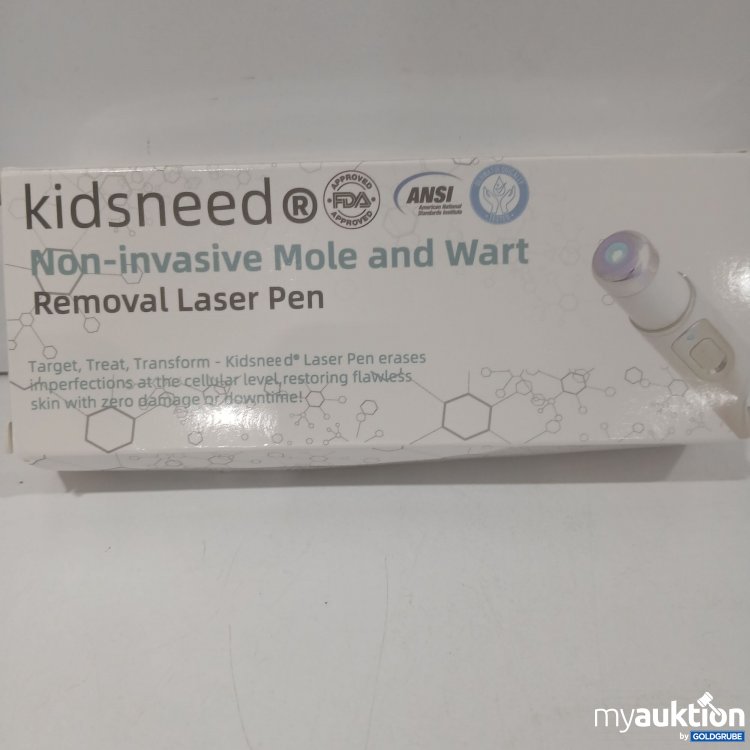 kidsneed®
APPROVED
FDA
APPROVED
ANSI
American National
Standards Institute
Non-invasive Mole and Wart
Removal Laser Pen
Target, Treat, Transform - Kidsneed® Laser Pen erases
imperfections at the cellular level,restoring flawless
skin with zero damage or downtime!
myauktion
by GOLDGRUBE